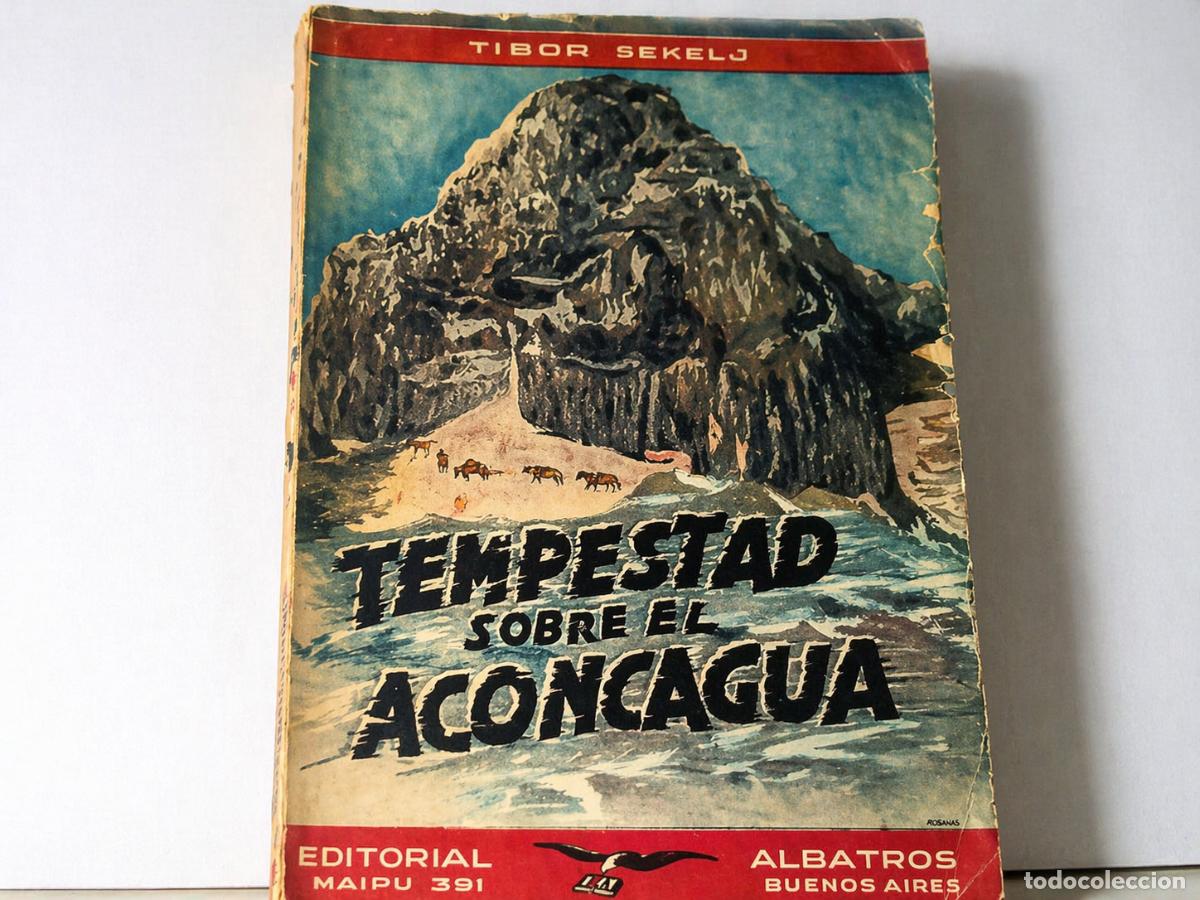 TIBOR SEKELJ
TEMPESTAD
SOBRE EL
ACONCAGUA
ROSANAS
EDITORIAL ALBATROS
MAIPU 391 BUENOS AIRES
todocoleccion